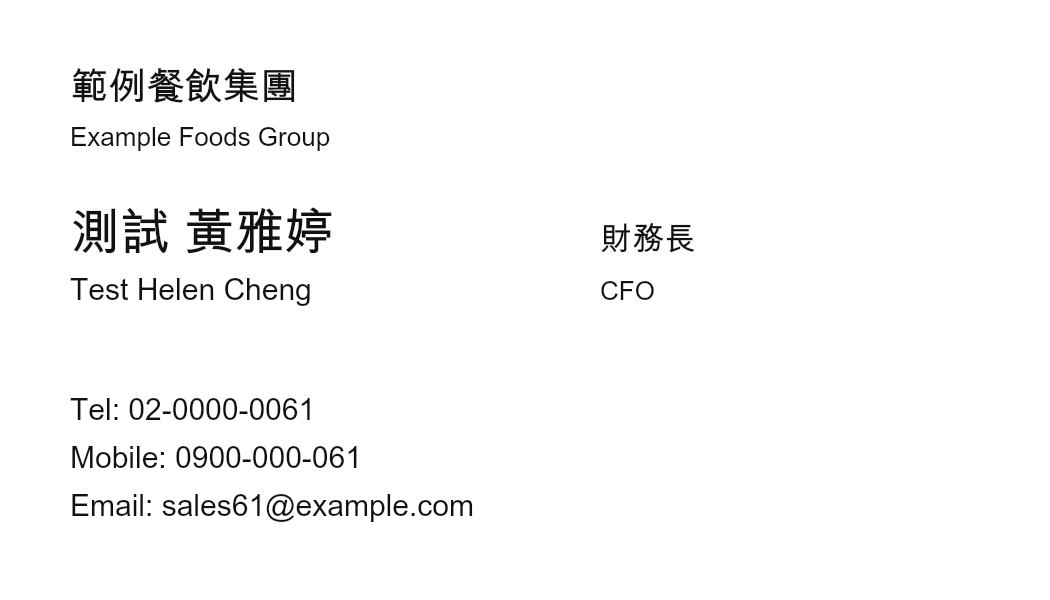 範例餐飲集團
Example Foods Group
測試 黃雅婷
財務長
Test Helen Cheng
CFO
Tel: 02-0000-0061
Mobile: 0900-000-061
Email: sales61@example.com